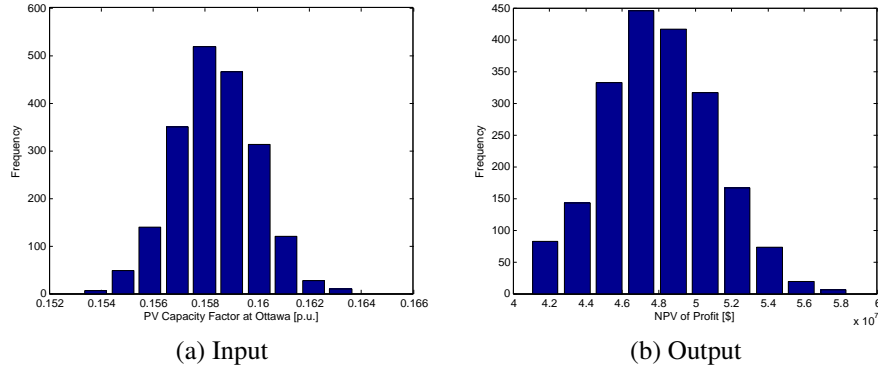 600
500
400
300
200
100
0
Frequency
0.152 0.154 0.156 0.158 0.16 0.162 0.164 0.166
PV Capacity Factor at Ottawa [p.u.]
(a) Input
450
400
350
300
250
200
150
100
50
0
Frequency
4 4.2 4.4 4.6 4.8 5 5.2 5.4 5.6 5.8 6
x 10^7
NPV of Profit [$]
(b) Output